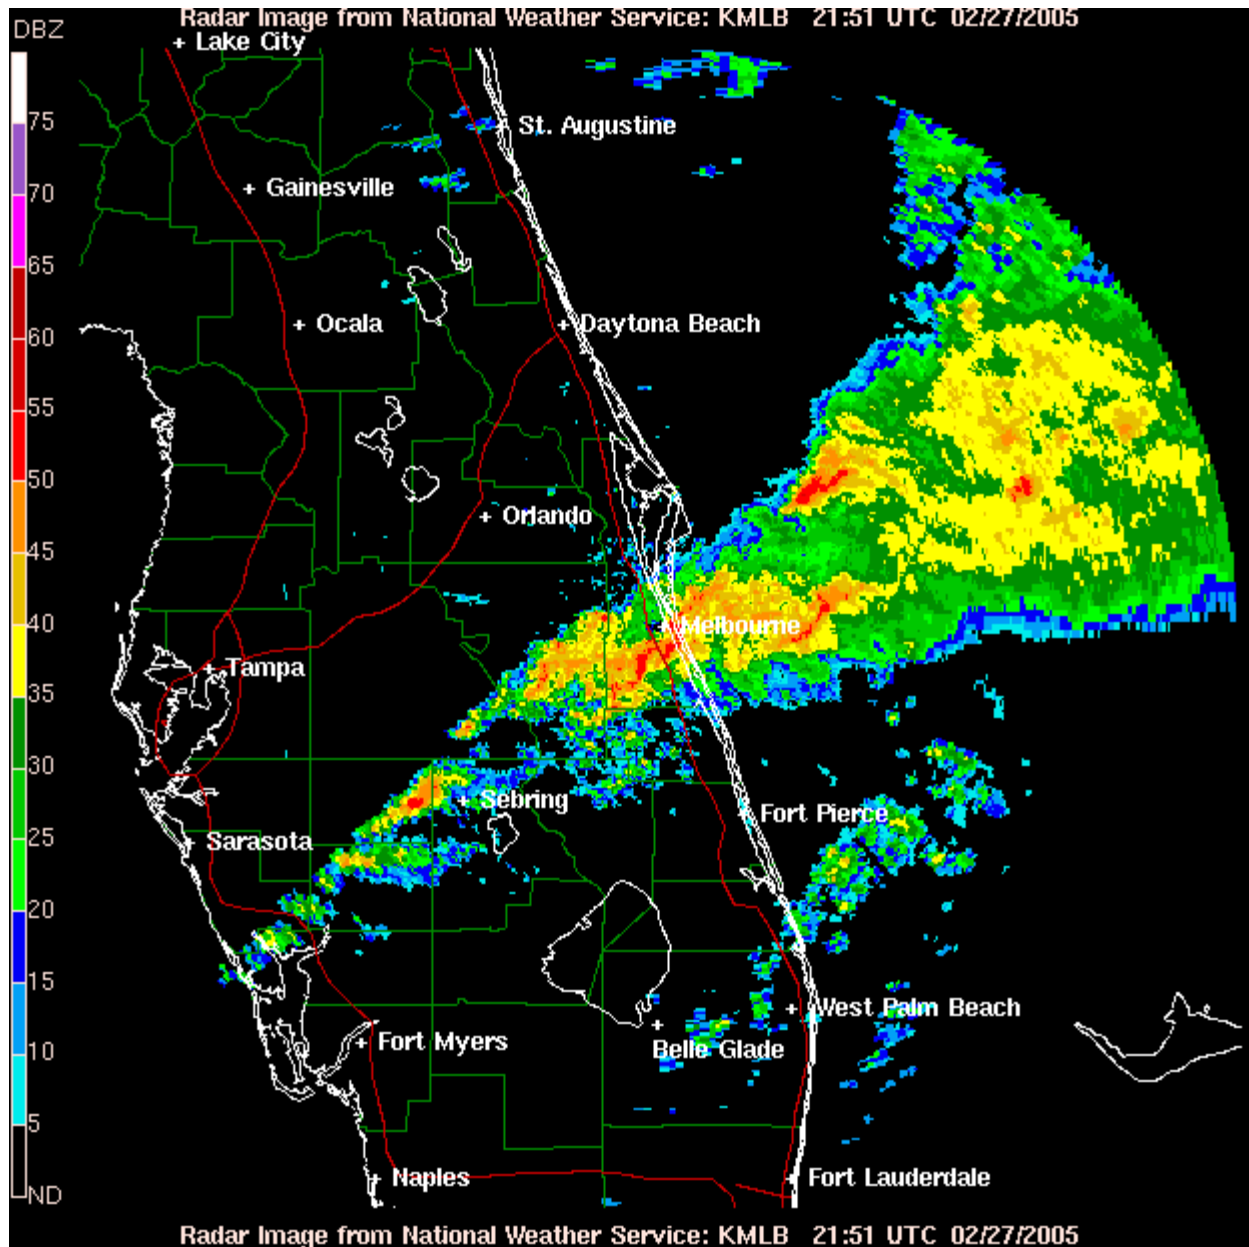 Radar Image from National Weather Service: KMLB 21:51 UTC 02/27/2005
DBZ
Lake City
75
St. Augustine
70
Gainesville
65
Ocala
Daytona Beach
60
55
50
Orlando
45
40
Melbourne
Tampa
35
30
Sebring
Fort Pierce
25
Sarasota
20
15
West Palm Beach
Fort Myers
Belle Glade
10
5
Naples
Fort Lauderdale
ND
Radar Image from National Weather Service: KMLB 21:51 UTC 02/27/2005